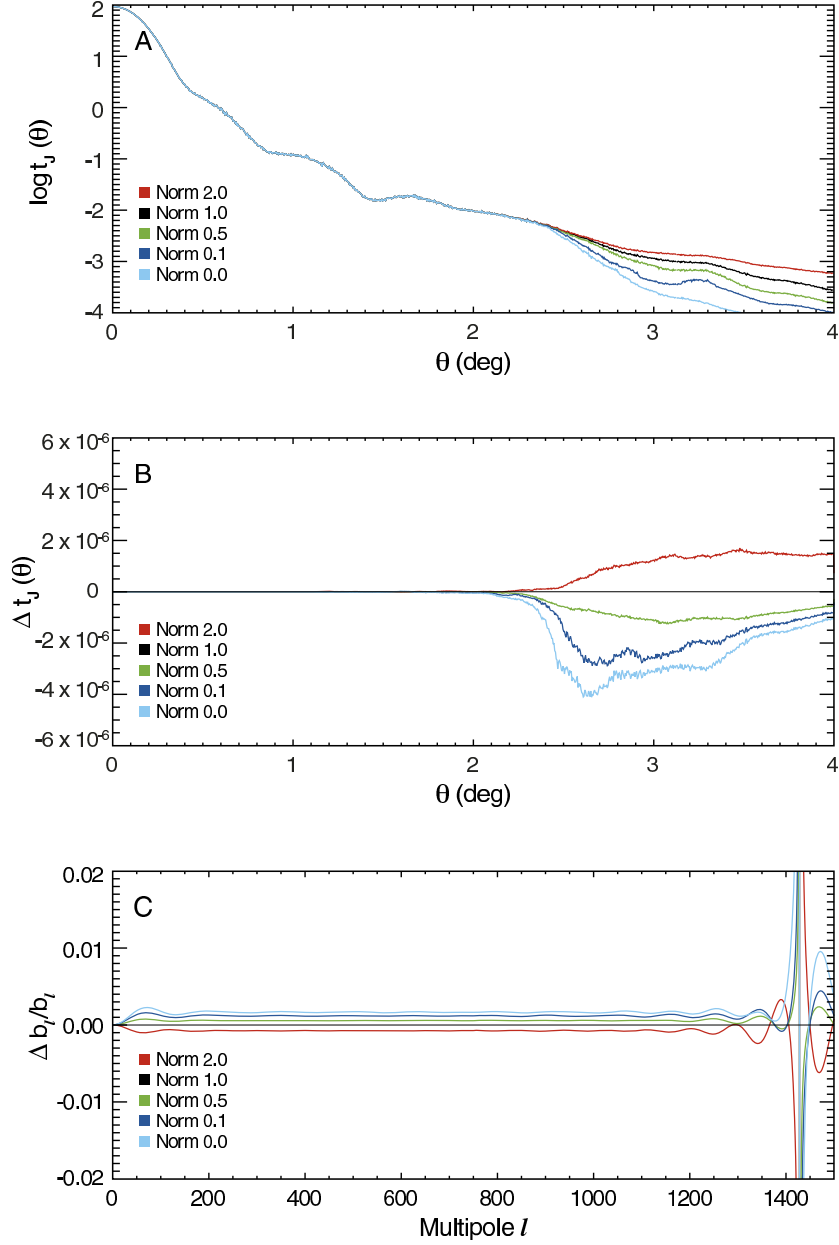 A
2
1
0
-1
-2
-3
-4
log tJ (θ)
Norm 2.0
Norm 1.0
Norm 0.5
Norm 0.1
Norm 0.0
0 1 2 3 4
θ (deg)
B
6 x 10-6
4 x 10-6
2 x 10-6
0
-2 x 10-6
-4 x 10-6
-6 x 10-6
Δ tJ (θ)
Norm 2.0
Norm 1.0
Norm 0.5
Norm 0.1
Norm 0.0
0 1 2 3 4
θ (deg)
C
0.02
0.01
0.00
-0.01
-0.02
Δ bl/bl
Norm 2.0
Norm 1.0
Norm 0.5
Norm 0.1
Norm 0.0
0 200 400 600 800 1000 1200 1400
Multipole l